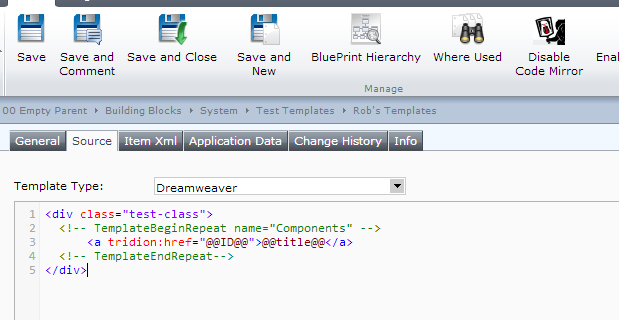 Save
Save and Comment
Save and Close
Save and New
BluePrint Hierarchy
Where Used
Disable Code Mirror
Manage
00 Empty Parent Building Blocks System Test Templates Rob's Templates
General Source Item Xml Application Data Change History Info
Template Type: Dreamweaver
1 <div class="test-class">
2 <!-- TemplateBeginRepeat name="Components" -->
3 <a tridion:href="@@ID@@">@@title@@</a>
4 <!-- TemplateEndRepeat-->
5 </div>